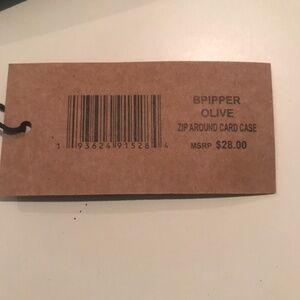 BPIPPER
OLIVE
ZIP AROUND CARD CASE
MSRP $28.00
1 93624 91528 4